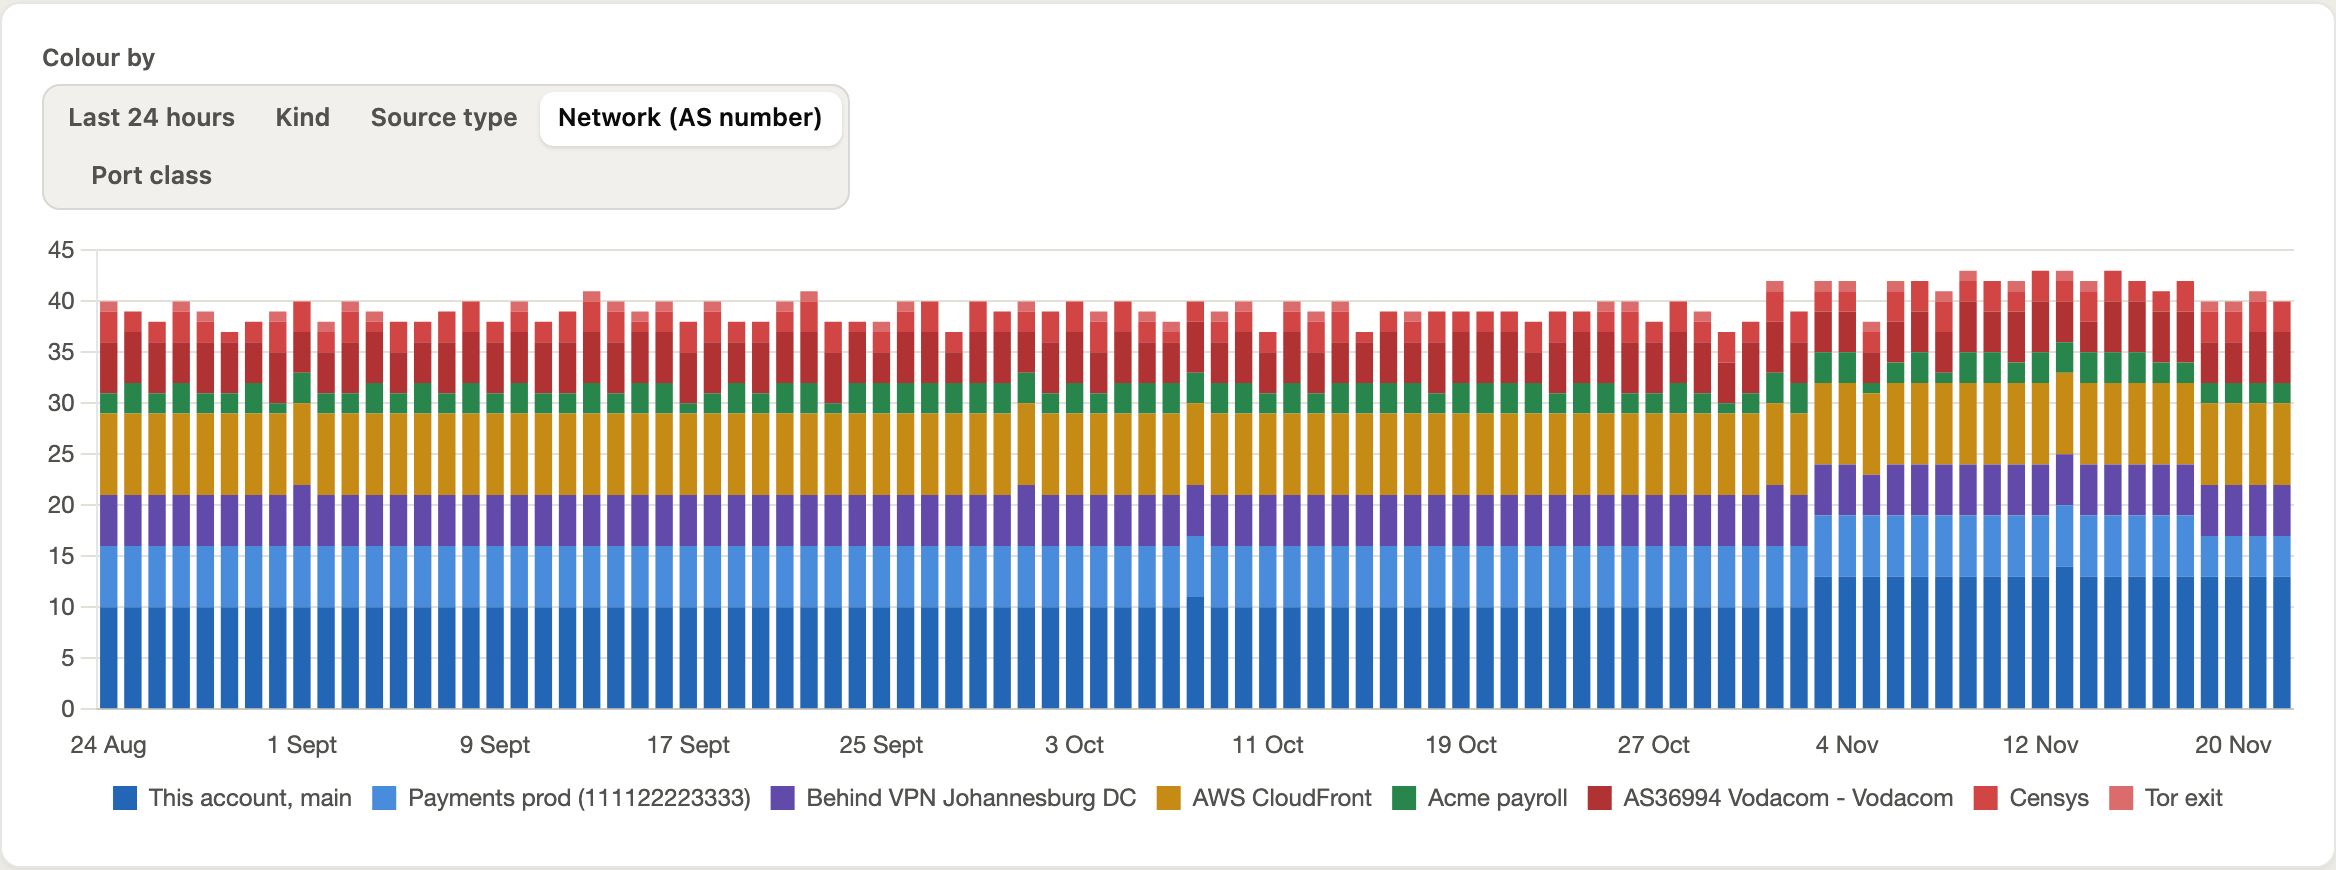 Colour by
Last 24 hours Kind Source type Network (AS number)
Port class
45
40
35
30
25
20
15
10
5
0
24 Aug 1 Sept 9 Sept 17 Sept 25 Sept 3 Oct 11 Oct 19 Oct 27 Oct 4 Nov 12 Nov 20 Nov
This account, main Payments prod (111122223333) Behind VPN Johannesburg DC AWS CloudFront Acme payroll AS36994 Vodacom - Vodacom Censys Tor exit